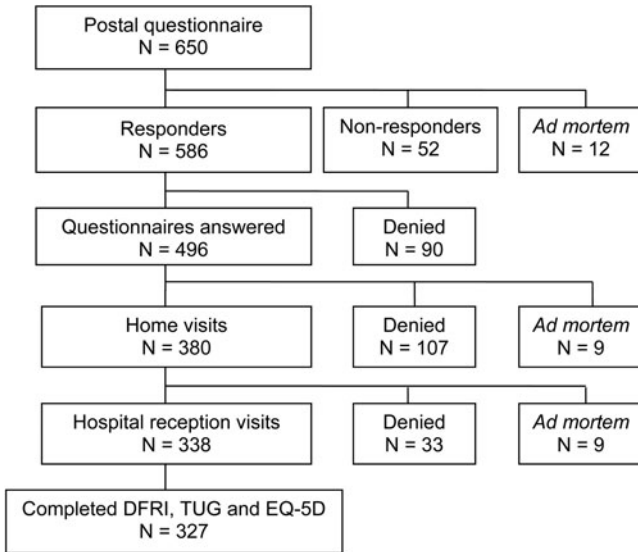 Postal questionnaire
N = 650
Responders
N = 586
Non-responders
N = 52
Ad mortem
N = 12
Questionnaires answered
N = 496
Denied
N = 90
Home visits
N = 380
Denied
N = 107
Ad mortem
N = 9
Hospital reception visits
N = 338
Denied
N = 33
Ad mortem
N = 9
Completed DFRI, TUG and EQ-5D
N = 327